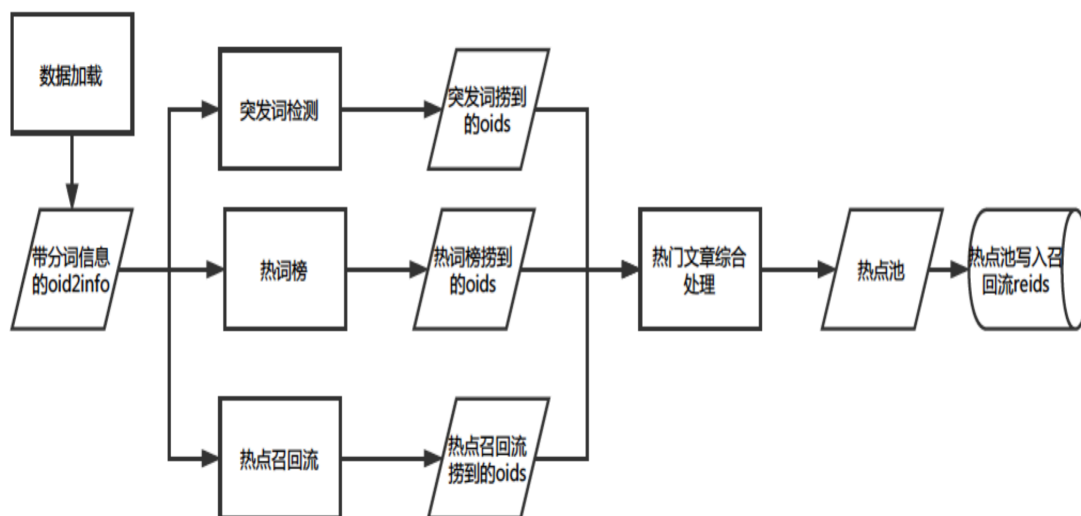 数据加载
突发词检测
突发词捞到
的oids
带分词信息
的oid2info
热词榜
热词榜捞到
的oids
热门文章综合
处理
热点池
热点池写入召
回流reids
热点召回流
热点召回流
捞到的oids